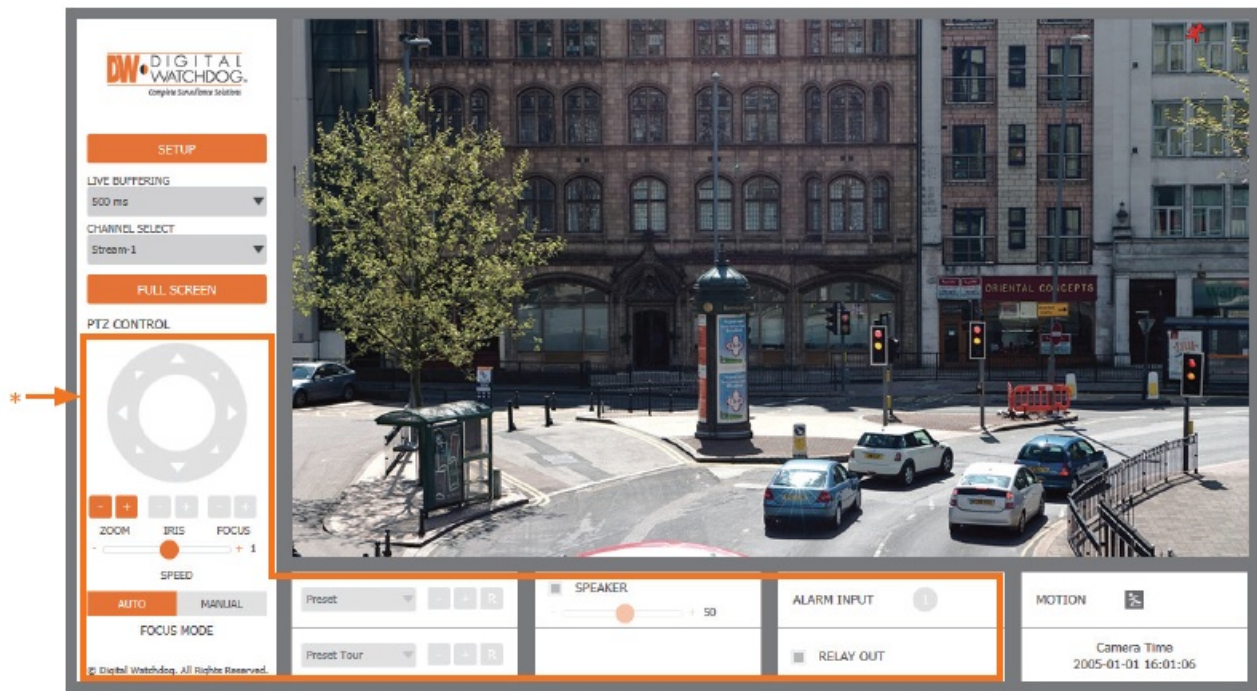 *
DW DIGITAL
WATCHDOG
Complete Surveillance Solutions
SETUP
LIVE BUFFERING
500 ms
CHANNEL SELECT
Stream-1
FULL SCREEN
PTZ CONTROL
- + - + - +
ZOOM IRIS FOCUS
- + 1
SPEED
AUTO MANUAL
FOCUS MODE
© Digital Watchdog. All Rights Reserved.
ORIENTAL CONCEPTS
Preset - + R
Preset Tour - + R
SPEAKER
- + 50
ALARM INPUT 1
RELAY OUT
MOTION
Camera Time
2005-01-01 16:01:06